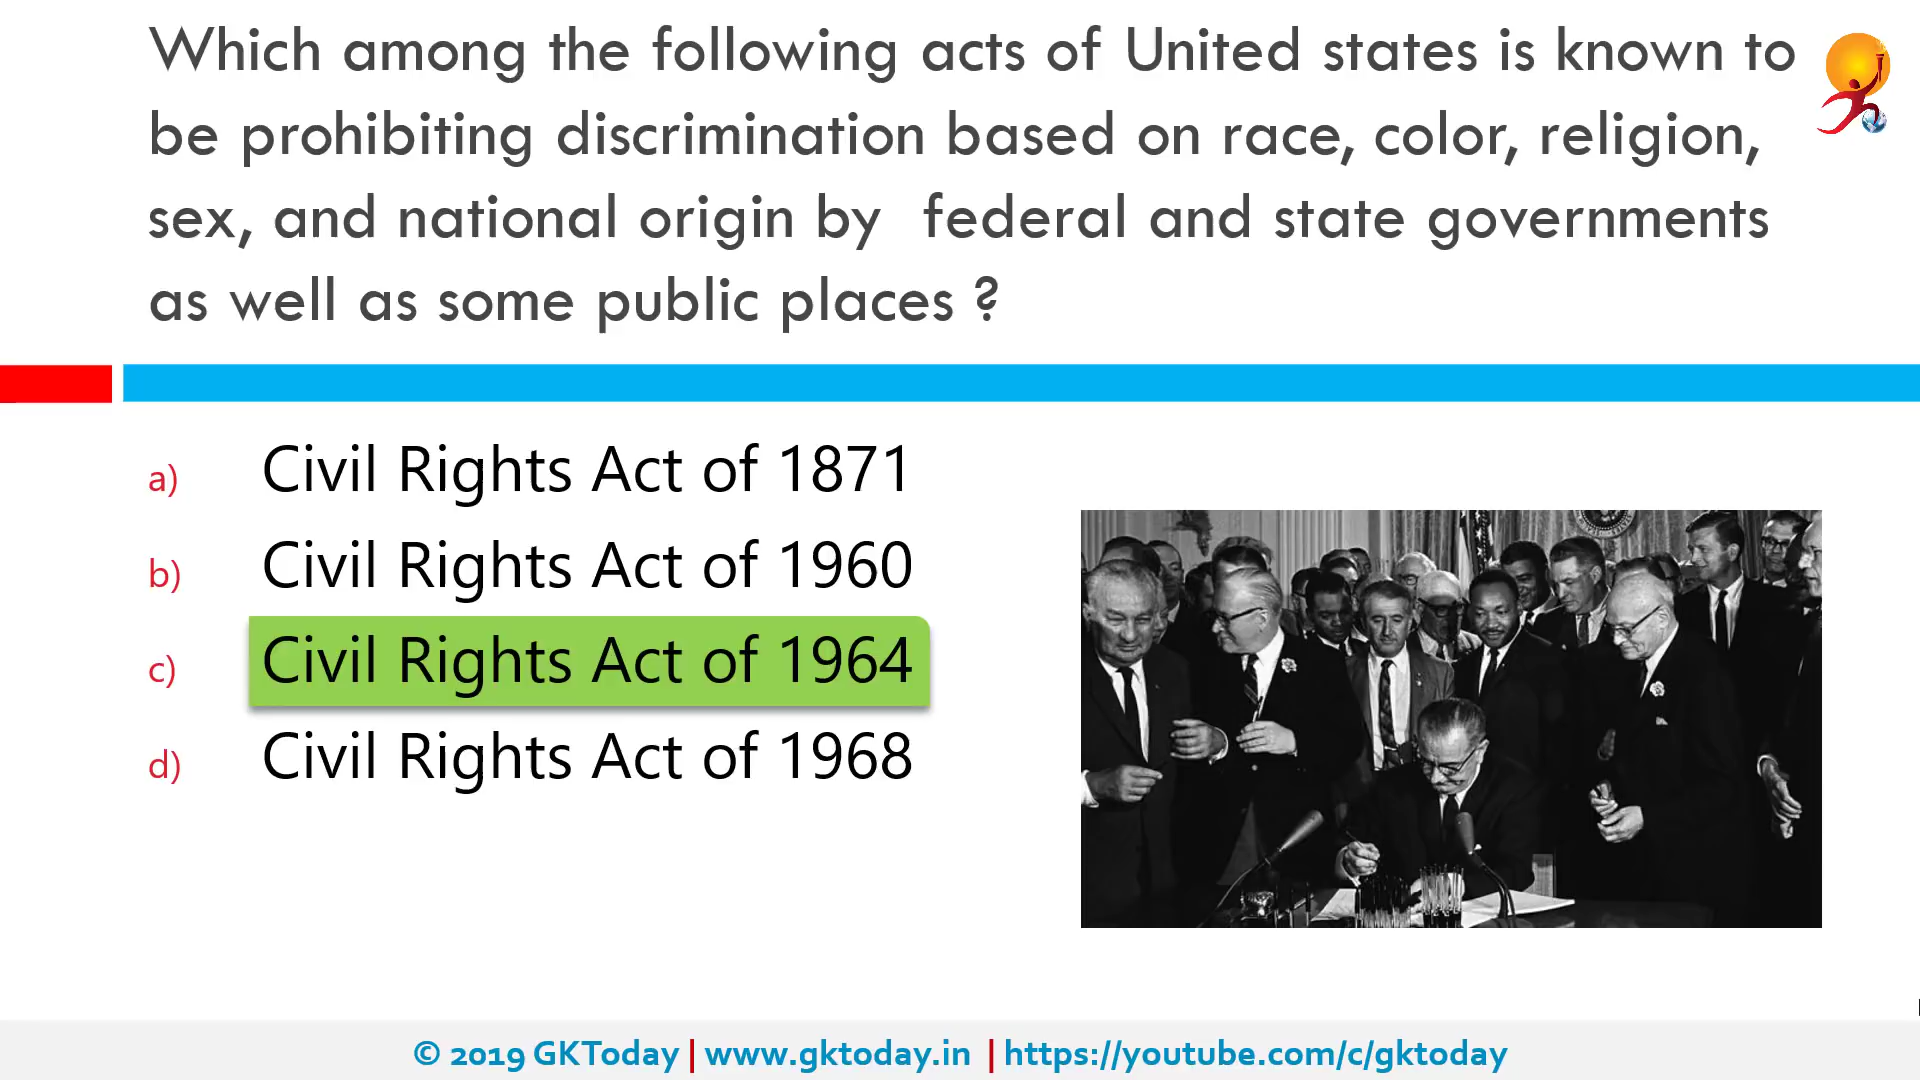 Which among the following acts of United states is known to
be prohibiting discrimination based on race, color, religion,
sex, and national origin by  federal and state governments
as well as some public places ?
a) Civil Rights Act of 1871
b) Civil Rights Act of 1960
c) Civil Rights Act of 1964
d) Civil Rights Act of 1968
© 2019 GKToday | www.gktoday.in | https://youtube.com/c/gktoday